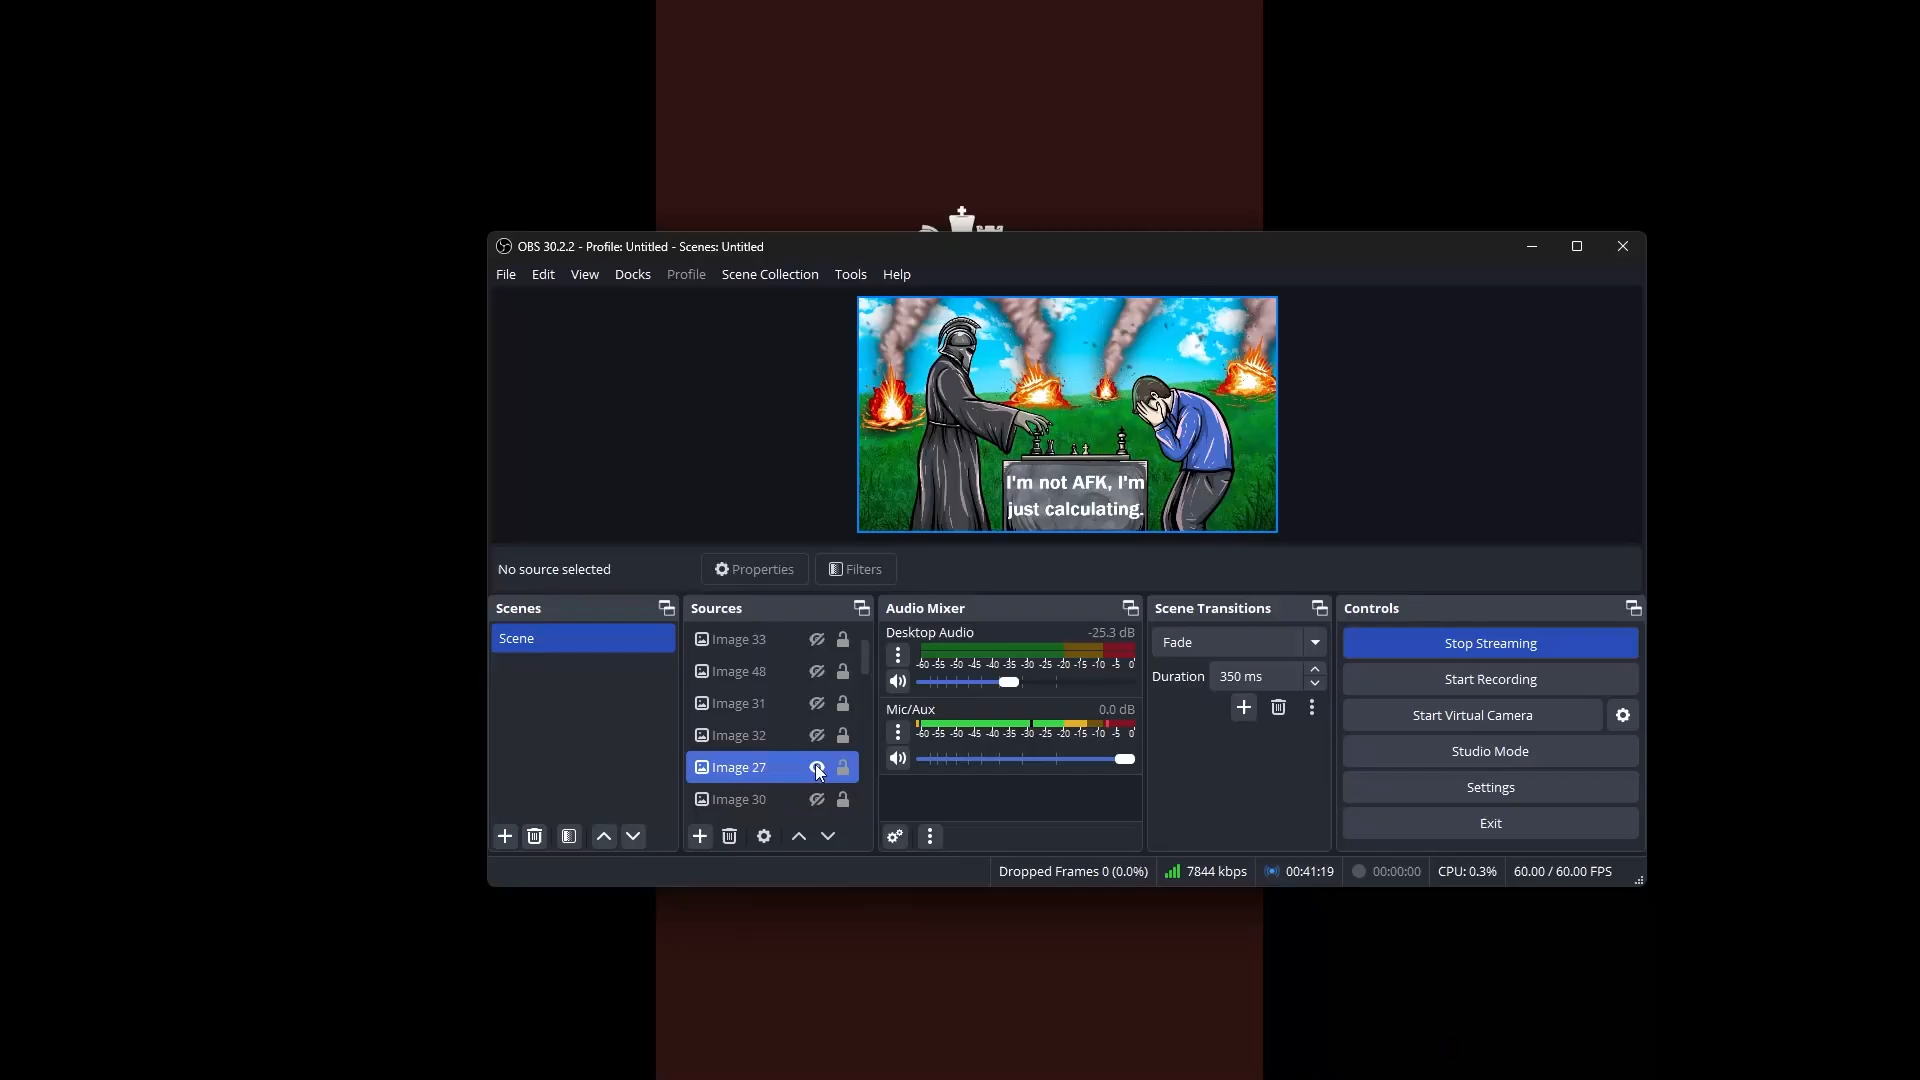 OBS 30.2.2 - Profile: Untitled - Scenes: Untitled
File Edit View Docks Profile Scene Collection Tools Help
I'm not AFK, I'm
just calculating.
No source selected
Properties
Filters
Scenes
Scene
Sources
Image 33
Image 48
Image 31
Image 32
Image 27
Image 30
Audio Mixer
Desktop Audio -25.3 dB
-60 -55 -50 -45 -40 -35 -30 -25 -20 -15 -10 -5 0
Mic/Aux 0.0 dB
-60 -55 -50 -45 -40 -35 -30 -25 -20 -15 -10 -5 0
Scene Transitions
Fade
Duration 350 ms
Controls
Stop Streaming
Start Recording
Start Virtual Camera
Studio Mode
Settings
Exit
Dropped Frames 0 (0.0%) 7844 kbps 00:41:19 00:00:00 CPU: 0.3% 60.00 / 60.00 FPS